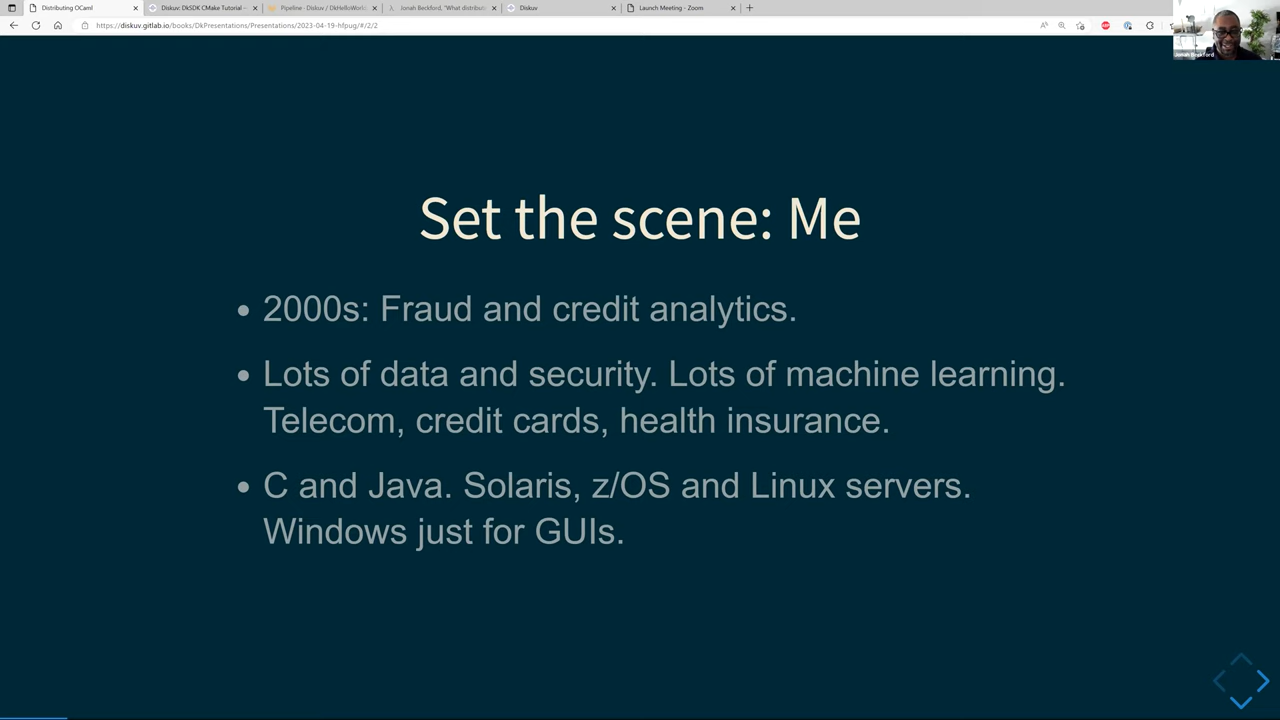 Distributing OCaml
Diskuv: DkSDK CMake Tutorial -
Pipeline · Diskuv / DkHelloWorld
Jonah Beckford, "What distribut
Diskuv
Launch Meeting - Zoom
https://diskuv.gitlab.io/books/DkPresentations/Presentations/2023-04-19-hfpug/#/2/2
Jonah Beckford
Set the scene: Me
• 2000s: Fraud and credit analytics.
• Lots of data and security. Lots of machine learning.
Telecom, credit cards, health insurance.
• C and Java. Solaris, z/OS and Linux servers.
Windows just for GUIs.